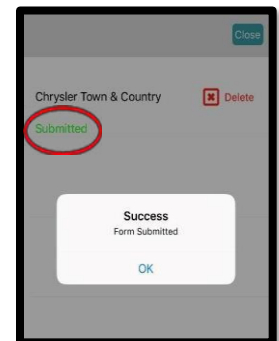 Close
Chrysler Town & Country
Delete
Submitted
Success
Form Submitted
OK